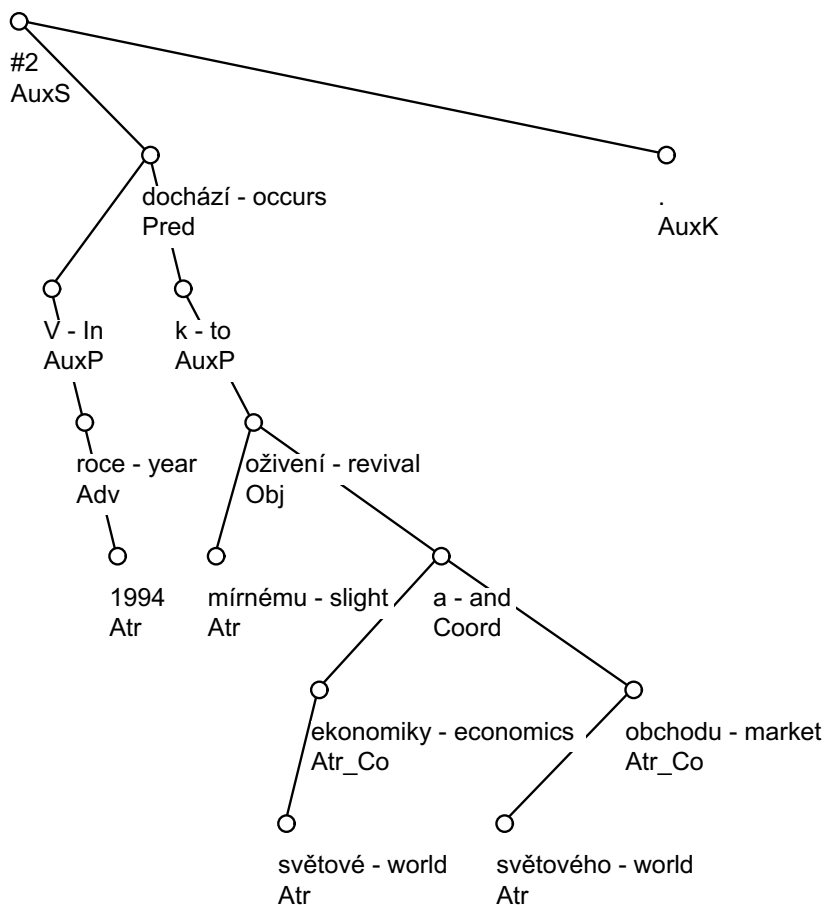 #2
AuxS
dochází - occurs
Pred
.
AuxK
V - In
AuxP
k - to
AuxP
roce - year
Adv
oživení - revival
Obj
1994
Atr
mírnému - slight
Atr
a - and
Coord
ekonomiky - economics
Atr_Co
obchodu - market
Atr_Co
světové - world
Atr
světového - world
Atr